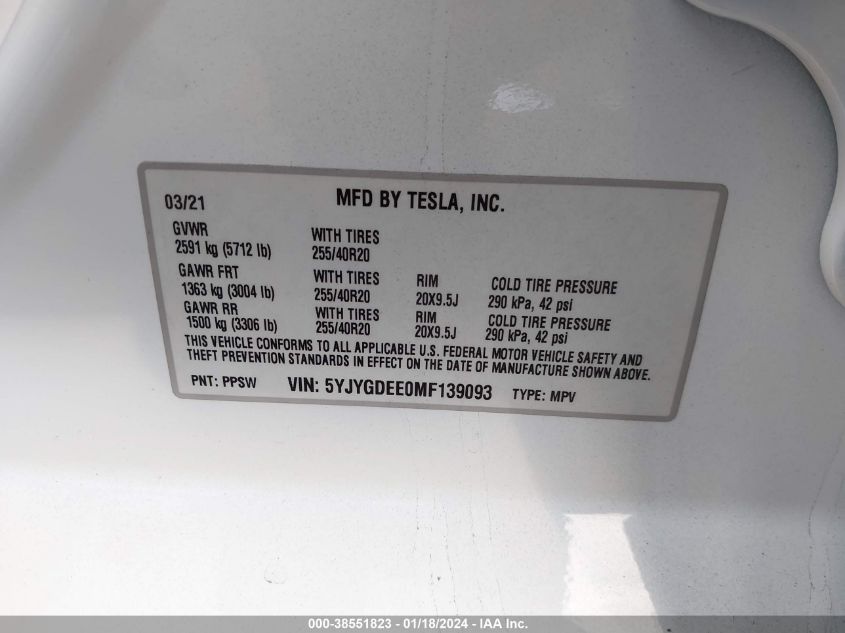 03/21 MFD BY TESLA, INC.
GVWR WITH TIRES
2591 kg (5712 lb) 255/40R20
GAWR FRT WITH TIRES RIM COLD TIRE PRESSURE
1363 kg (3004 lb) 255/40R20 20X9.5J 290 kPa, 42 psi
GAWR RR WITH TIRES RIM COLD TIRE PRESSURE
1500 kg (3306 lb) 255/40R20 20X9.5J 290 kPa, 42 psi
THIS VEHICLE CONFORMS TO ALL APPLICABLE U.S. FEDERAL MOTOR VEHICLE SAFETY AND
THEFT PREVENTION STANDARDS IN EFFECT ON THE DATE OF MANUFACTURE SHOWN ABOVE.
PNT: PPSW VIN: 5YJYGDEE0MF139093 TYPE: MPV
000-38551823 - 01/18/2024 - IAA Inc.